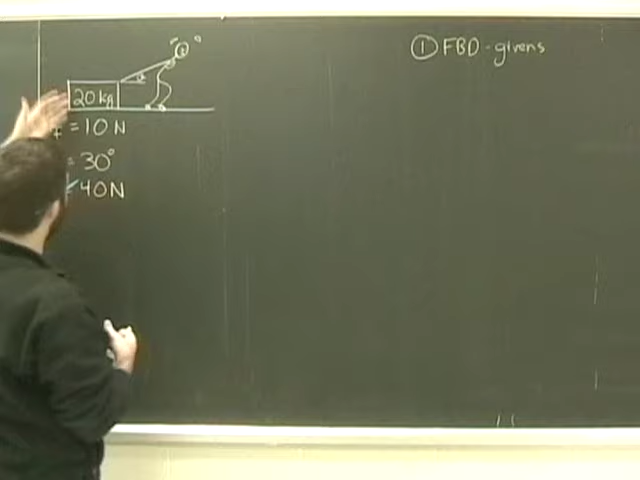 ① FBD - givens
20 kg
f = 10 N
= 30°
= 40 N